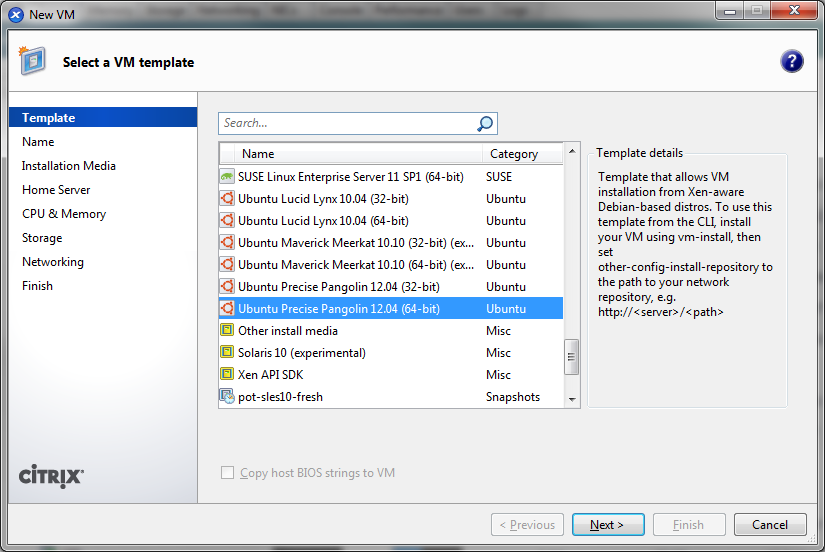 New VM
Select a VM template
?
Template
Name
Installation Media
Home Server
CPU & Memory
Storage
Networking
Finish
CITRIX
Search...
Name Category
SUSE Linux Enterprise Server 11 SP1 (64-bit) SUSE
Ubuntu Lucid Lynx 10.04 (32-bit) Ubuntu
Ubuntu Lucid Lynx 10.04 (64-bit) Ubuntu
Ubuntu Maverick Meerkat 10.10 (32-bit) (ex... Ubuntu
Ubuntu Maverick Meerkat 10.10 (64-bit) (ex... Ubuntu
Ubuntu Precise Pangolin 12.04 (32-bit) Ubuntu
Ubuntu Precise Pangolin 12.04 (64-bit) Ubuntu
Other install media Misc
Solaris 10 (experimental) Misc
Xen API SDK Misc
pot-sles10-fresh Snapshots
Template details
Template that allows VM
installation from Xen-aware
Debian-based distros. To use this
template from the CLI, install
your VM using vm-install, then
set
other-config-install-repository to
the path to your network
repository, e.g.
http://<server>/<path>
Copy host BIOS strings to VM
< Previous Next > Finish Cancel